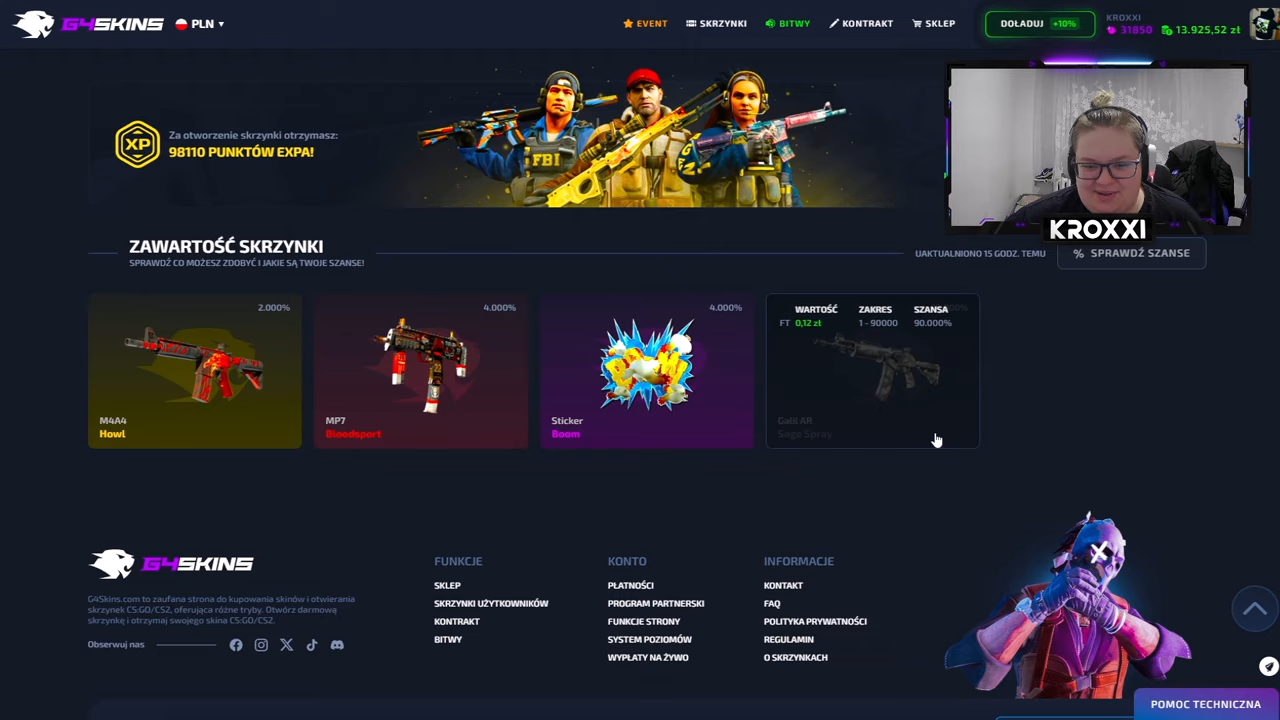 G4SKINS
PLN
EVENT
SKRZYNKI
BITWY
KONTRAKT
SKLEP
DOŁADUJ +10%
KROXXI
31850 13.925,52 zł
XP
Za otworzenie skrzynki otrzymasz:
98110 PUNKTÓW EXPA!
FBI
KROXXI
ZAWARTOŚĆ SKRZYNKI
SPRAWDŹ CO MOŻESZ ZDOBYĆ I JAKIE SĄ TWOJE SZANSE!
UAKTUALNIONO 15 GODZ. TEMU
% SPRAWDŹ SZANSE
2.000%
M4A4
Howl
4.000%
MP7
Bloodsport
4.000%
Sticker
Boom
WARTOŚĆ ZAKRES SZANSA
FT 0,12 zł 1 - 90000 90.000%
Galil AR
Sage Spray
G4SKINS
G4Skins.com to zaufana strona do kupowania skinów i otwierania
skrzynek CS:GO/CS2, oferująca różne tryby. Otwórz darmową
skrzynkę i otrzymaj swojego skina CS:GO/CS2.
Obserwuj nas
FUNKCJE
SKLEP
SKRZYNKI UŻYTKOWNIKÓW
KONTRAKT
BITWY
KONTO
PŁATNOŚCI
PROGRAM PARTNERSKI
FUNKCJE STRONY
SYSTEM POZIOMÓW
WYPŁATY NA ŻYWO
INFORMACJE
KONTAKT
FAQ
POLITYKA PRYWATNOŚCI
REGULAMIN
O SKRZYNKACH
POMOC TECHNICZNA